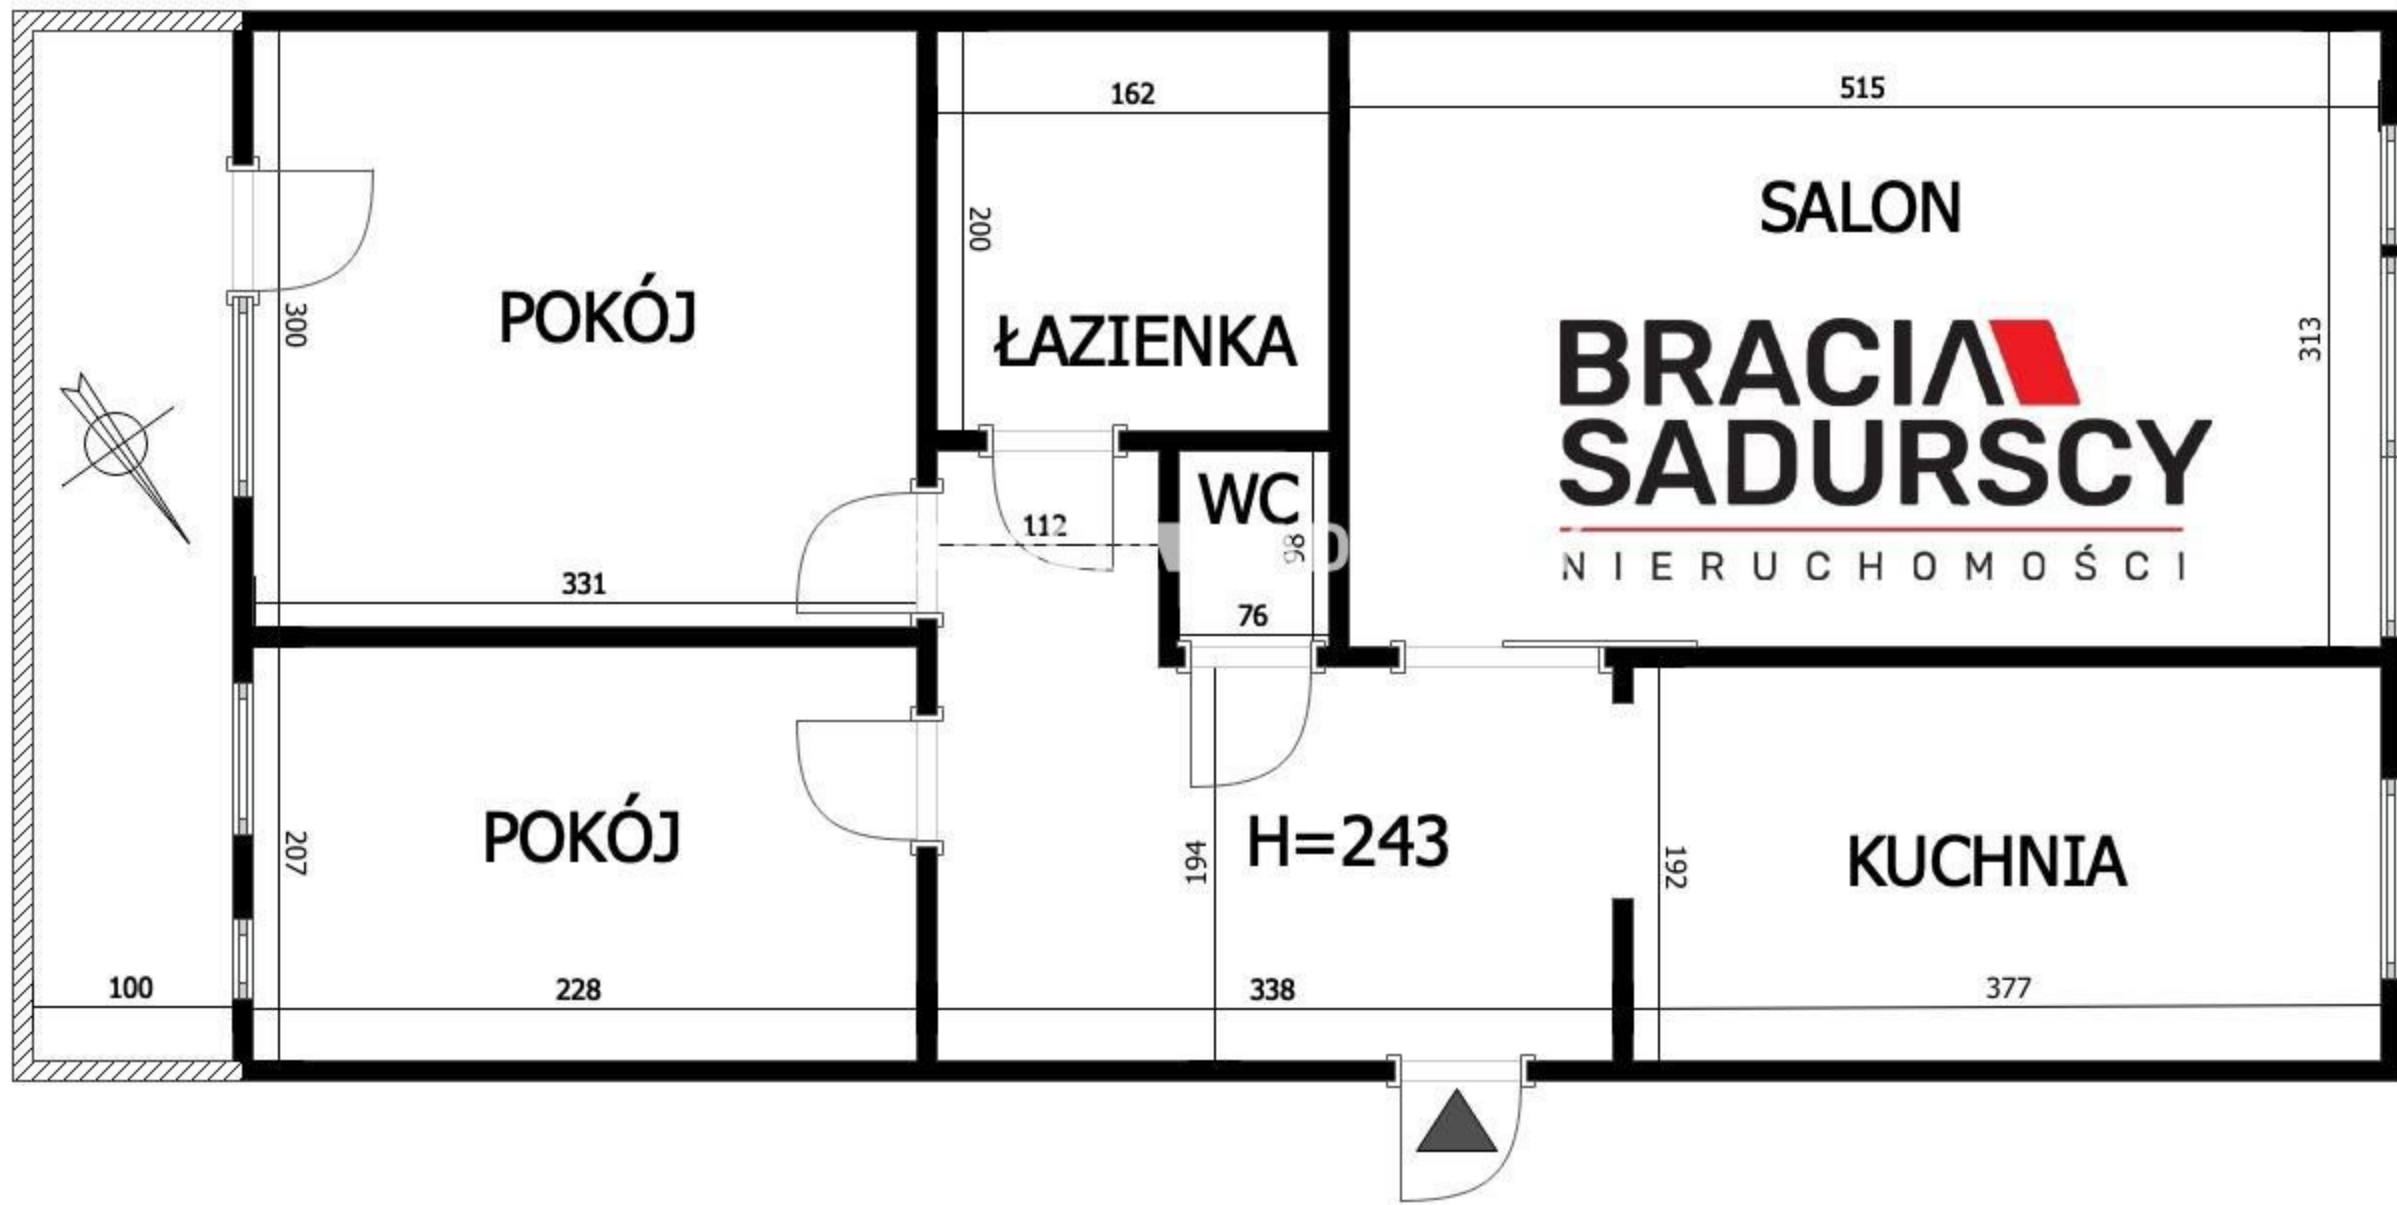 162
515
SALON
200
POKÓJ
300
ŁAZIENKA
313
BRACIA
SADURSCY
NIERUCHOMOŚCI
WC
112
98
331
76
POKÓJ
207
H=243
194
192
KUCHNIA
100
228
338
377